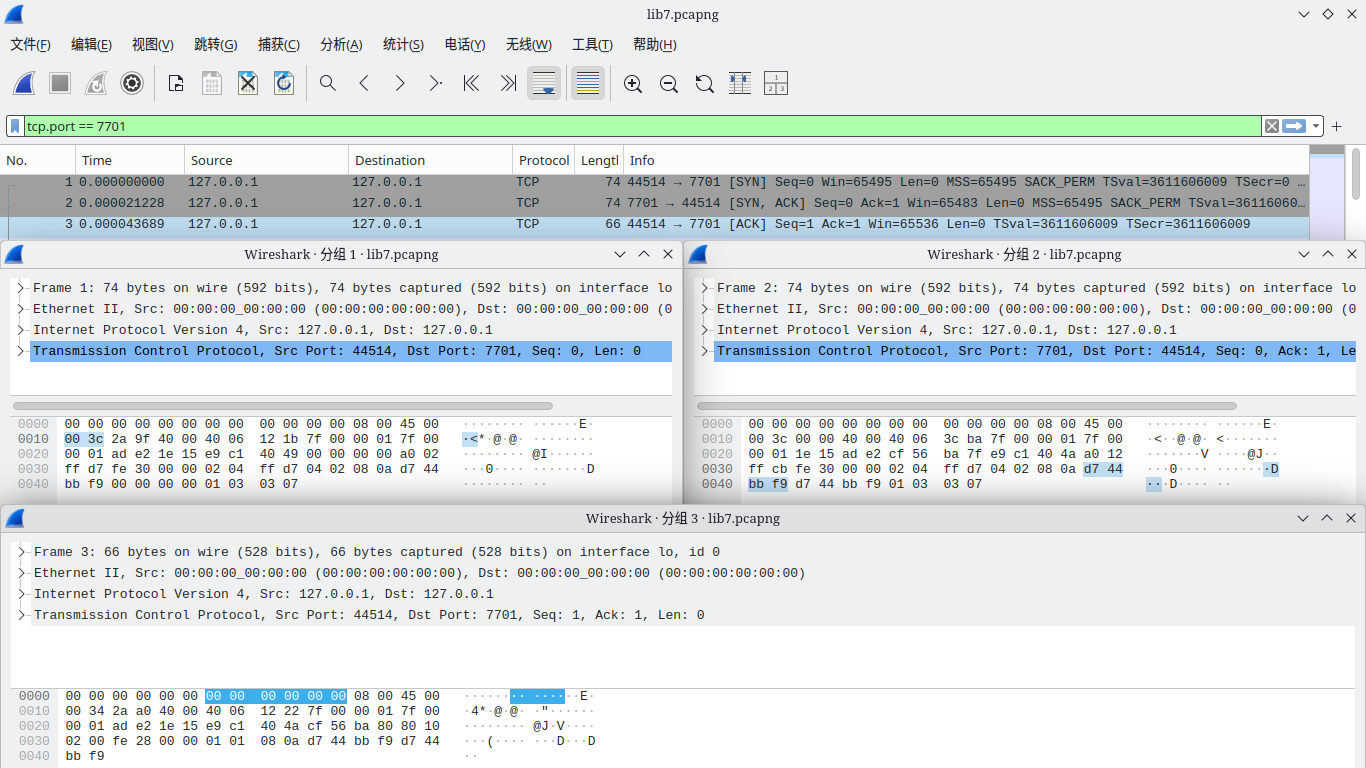 lib7.pcapng
文件(F) 编辑(E) 视图(V) 跳转(G) 捕获(C) 分析(A) 统计(S) 电话(Y) 无线(W) 工具(T) 帮助(H)
tcp.port == 7701
No. Time Source Destination Protocol Lengtl Info
1 0.000000000 127.0.0.1 127.0.0.1 TCP 74 44514 → 7701 [SYN] Seq=0 Win=65495 Len=0 MSS=65495 SACK_PERM TSval=3611606009 TSecr=0 …
2 0.000021228 127.0.0.1 127.0.0.1 TCP 74 7701 → 44514 [SYN, ACK] Seq=0 Ack=1 Win=65483 Len=0 MSS=65495 SACK_PERM TSval=36116060…
3 0.000043689 127.0.0.1 127.0.0.1 TCP 66 44514 → 7701 [ACK] Seq=1 Ack=1 Win=65536 Len=0 TSval=3611606009 TSecr=3611606009
Wireshark · 分组 1 · lib7.pcapng
Frame 1: 74 bytes on wire (592 bits), 74 bytes captured (592 bits) on interface lo
Ethernet II, Src: 00:00:00_00:00:00 (00:00:00:00:00:00), Dst: 00:00:00_00:00:00 (0
Internet Protocol Version 4, Src: 127.0.0.1, Dst: 127.0.0.1
Transmission Control Protocol, Src Port: 44514, Dst Port: 7701, Seq: 0, Len: 0
0000 00 00 00 00 00 00 00 00 00 00 00 00 08 00 45 00 ········ ······E·
0010 00 3c 2a 9f 40 00 40 06 12 1b 7f 00 00 01 7f 00 ·<*·@·@· ········
0020 00 01 ad e2 1e 15 e9 c1 40 49 00 00 00 00 a0 02 ········ @I······
0030 ff d7 fe 30 00 00 02 04 ff d7 04 02 08 0a d7 44 ···0···· ·······D
0040 bb f9 00 00 00 00 01 03 03 07 ········ ··
Wireshark · 分组 2 · lib7.pcapng
Frame 2: 74 bytes on wire (592 bits), 74 bytes captured (592 bits) on interface lo
Ethernet II, Src: 00:00:00_00:00:00 (00:00:00:00:00:00), Dst: 00:00:00_00:00:00 (0
Internet Protocol Version 4, Src: 127.0.0.1, Dst: 127.0.0.1
Transmission Control Protocol, Src Port: 7701, Dst Port: 44514, Seq: 0, Ack: 1, Le
0000 00 00 00 00 00 00 00 00 00 00 00 00 08 00 45 00 ········ ······E·
0010 00 3c 00 00 40 00 40 06 3c ba 7f 00 00 01 7f 00 ·<··@·@· <·······
0020 00 01 1e 15 ad e2 cf 56 ba 7f e9 c1 40 4a a0 12 ·······V ····@J··
0030 ff cb fe 30 00 00 02 04 ff d7 04 02 08 0a d7 44 ···0···· ·······D
0040 bb f9 d7 44 bb f9 01 03 03 07 ···D···· ··
Wireshark · 分组 3 · lib7.pcapng
Frame 3: 66 bytes on wire (528 bits), 66 bytes captured (528 bits) on interface lo, id 0
Ethernet II, Src: 00:00:00_00:00:00 (00:00:00:00:00:00), Dst: 00:00:00_00:00:00 (00:00:00:00:00:00)
Internet Protocol Version 4, Src: 127.0.0.1, Dst: 127.0.0.1
Transmission Control Protocol, Src Port: 44514, Dst Port: 7701, Seq: 1, Ack: 1, Len: 0
0000 00 00 00 00 00 00 00 00 00 00 00 00 08 00 45 00 ········ ······E·
0010 00 34 2a a0 40 00 40 06 12 22 7f 00 00 01 7f 00 ·4*·@·@· ·"······
0020 00 01 ad e2 1e 15 e9 c1 40 4a cf 56 ba 80 80 10 ········ @J·V····
0030 02 00 fe 28 00 00 01 01 08 0a d7 44 bb f9 d7 44 ···(···· ···D···D
0040 bb f9 ··